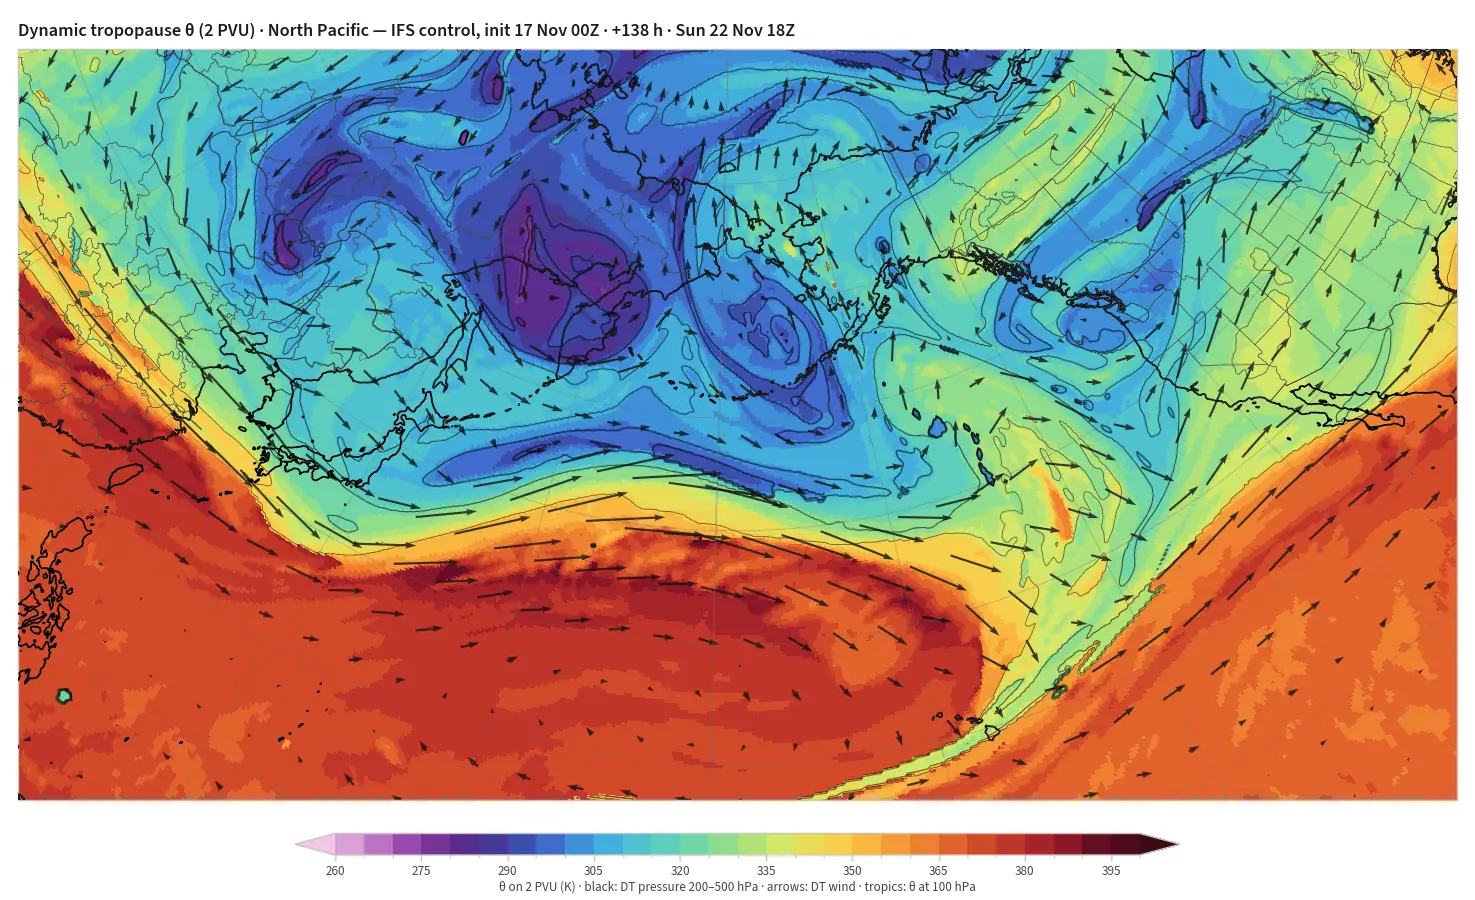 Dynamic tropopause θ (2 PVU) · North Pacific — IFS control, init 17 Nov 00Z · +138 h · Sun 22 Nov 18Z
260 275 290 305 320 335 350 365 380 395
θ on 2 PVU (K) · black: DT pressure 200–500 hPa · arrows: DT wind · tropics: θ at 100 hPa